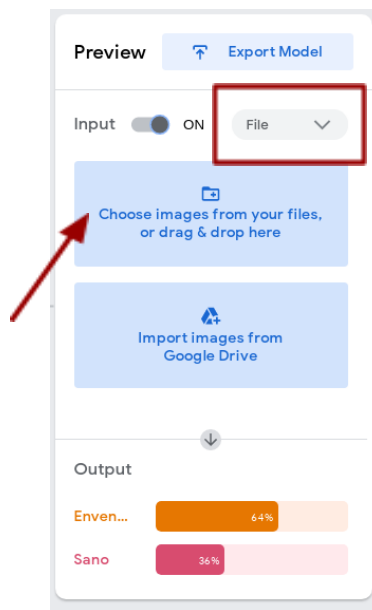 Preview
Export Model
Input
ON
File
Choose images from your files,
or drag & drop here
Import images from
Google Drive
Output
Enven...
64%
Sano
36%